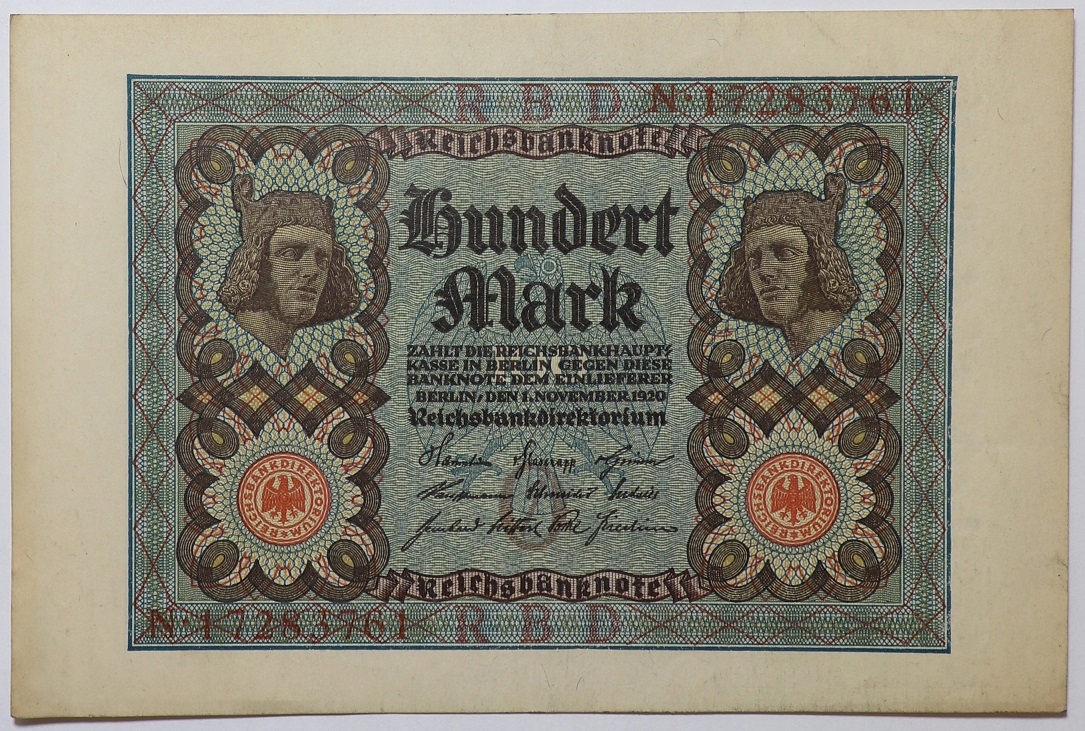 R B D N·17283761
Reichsbanknote
Hundert
Mark
ZAHLT DIE REICHSBANKHAUPT-
KASSE IN BERLIN GEGEN DIESE
BANKNOTE DEM EINLIEFERER
BERLIN, DEN 1. NOVEMBER 1920
Reichsbankdirektorium
REICHSBANKDIREKTORIUM
REICHSBANKDIREKTORIUM
Reichsbanknote
N·17283761 R B D